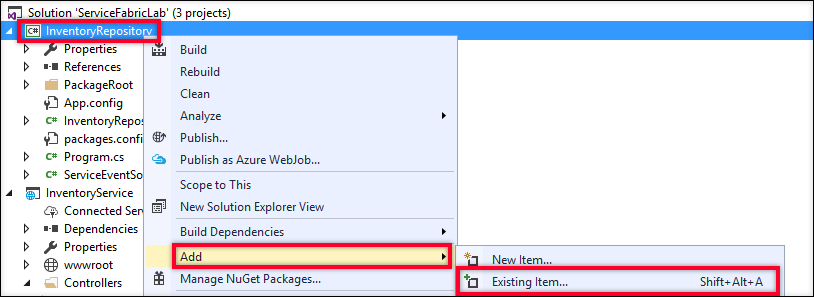 Solution 'ServiceFabricLab' (3 projects)
C# InventoryRepository
Build
Properties
Rebuild
References
Clean
PackageRoot
Analyze
App.config
C# InventoryRepos
Publish...
packages.config
Publish as Azure WebJob...
C# Program.cs
C# ServiceEventSo
Scope to This
InventoryService
New Solution Explorer View
Connected Serv
Dependencies
Build Dependencies
Properties
Add
wwwroot
New Item...
Manage NuGet Packages...
Controllers
Existing Item... Shift+Alt+A